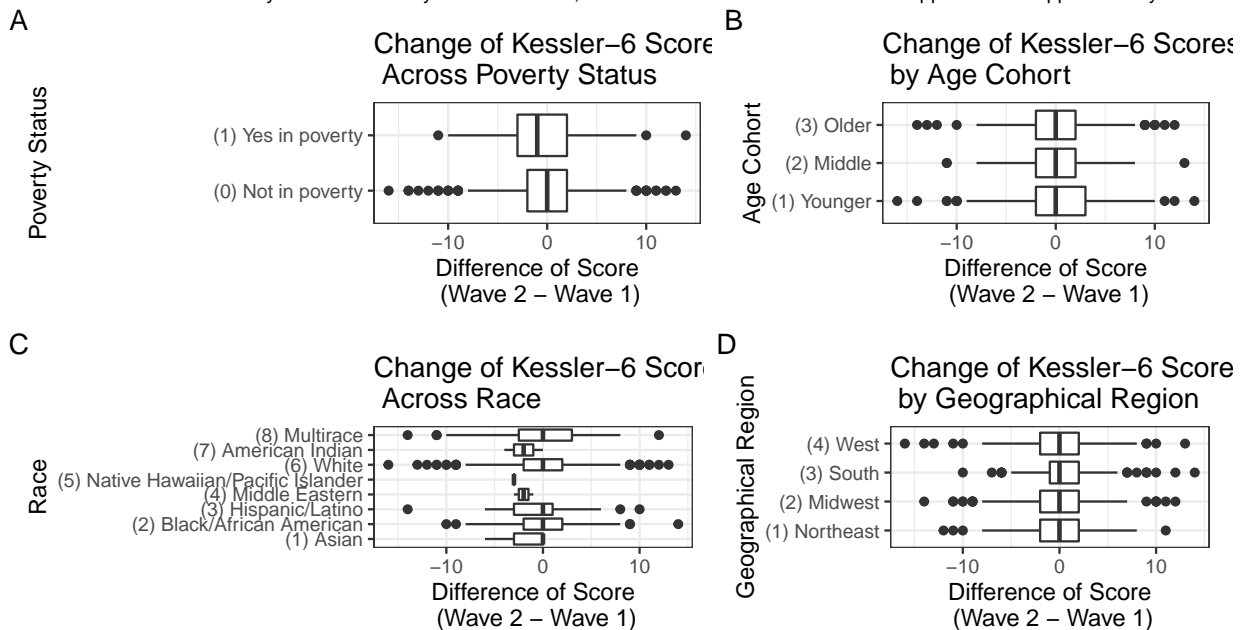 A
Change of Kessler−6 Score
Across Poverty Status
Poverty Status
(1) Yes in poverty
(0) Not in poverty
−10 0 10
Difference of Score
(Wave 2 − Wave 1)
B
Change of Kessler−6 Scores
by Age Cohort
Age Cohort
(3) Older
(2) Middle
(1) Younger
−10 0 10
Difference of Score
(Wave 2 − Wave 1)
C
Change of Kessler−6 Score
Across Race
Race
(8) Multirace
(7) American Indian
(6) White
(5) Native Hawaiian/Pacific Islander
(4) Middle Eastern
(3) Hispanic/Latino
(2) Black/African American
(1) Asian
−10 0 10
Difference of Score
(Wave 2 − Wave 1)
D
Change of Kessler−6 Score
by Geographical Region
Geographical Region
(4) West
(3) South
(2) Midwest
(1) Northeast
−10 0 10
Difference of Score
(Wave 2 − Wave 1)